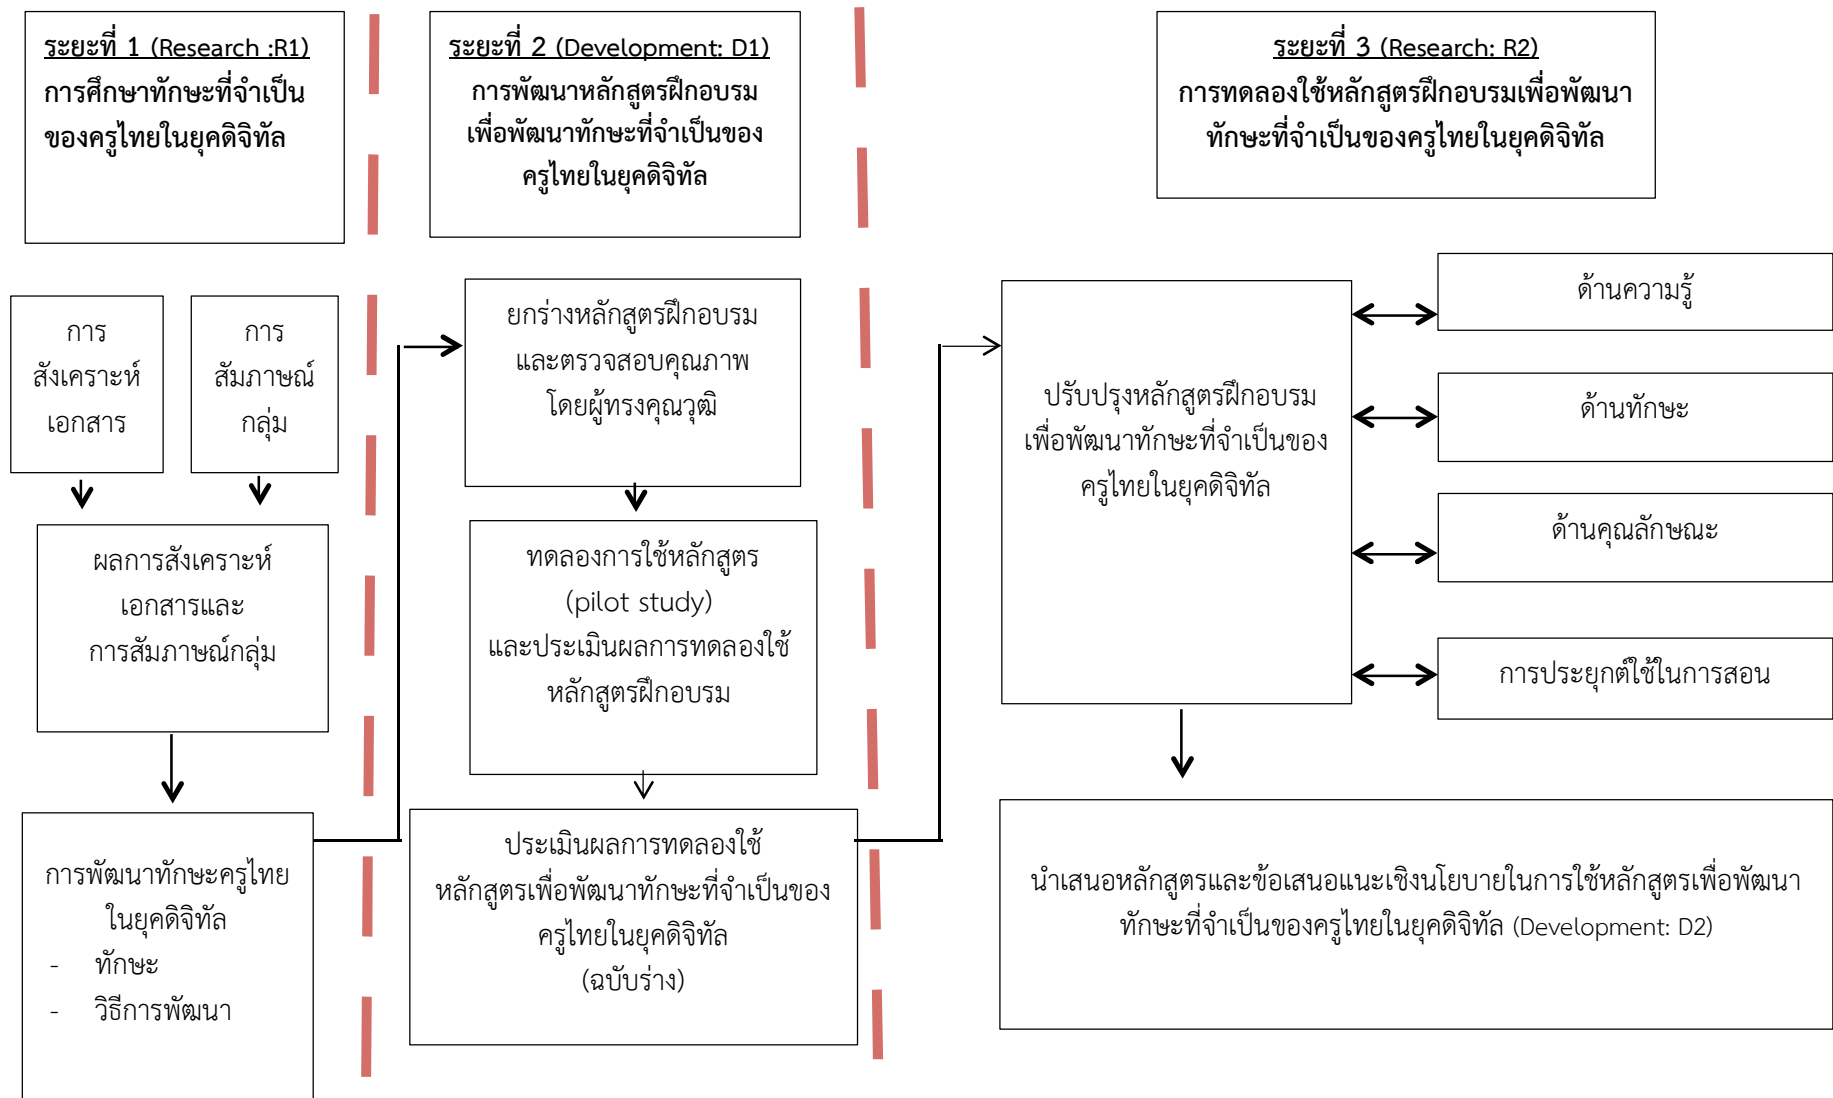 ระยะที่ 1 (Research :R1)
การศึกษาทักษะที่จำเป็น
ของครูไทยในยุคดิจิทัล
ระยะที่ 2 (Development: D1)
การพัฒนาหลักสูตรฝึกอบรม
เพื่อพัฒนาทักษะที่จำเป็นของ
ครูไทยในยุคดิจิทัล
ระยะที่ 3 (Research: R2)
การทดลองใช้หลักสูตรฝึกอบรมเพื่อพัฒนา
ทักษะที่จำเป็นของครูไทยในยุคดิจิทัล
การ
สังเคราะห์
เอกสาร
การ
สัมภาษณ์
กลุ่ม
ผลการสังเคราะห์
เอกสารและ
การสัมภาษณ์กลุ่ม
การพัฒนาทักษะครูไทย
ในยุคดิจิทัล
- ทักษะ
- วิธีการพัฒนา
ยกร่างหลักสูตรฝึกอบรม
และตรวจสอบคุณภาพ
โดยผู้ทรงคุณวุฒิ
ทดลองการใช้หลักสูตร
(pilot study)
และประเมินผลการทดลองใช้
หลักสูตรฝึกอบรม
ประเมินผลการทดลองใช้
หลักสูตรเพื่อพัฒนาทักษะที่จำเป็นของ
ครูไทยในยุคดิจิทัล
(ฉบับร่าง)
ปรับปรุงหลักสูตรฝึกอบรม
เพื่อพัฒนาทักษะที่จำเป็นของ
ครูไทยในยุคดิจิทัล
ด้านความรู้
ด้านทักษะ
ด้านคุณลักษณะ
การประยุกต์ใช้ในการสอน
นำเสนอหลักสูตรและข้อเสนอแนะเชิงนโยบายในการใช้หลักสูตรเพื่อพัฒนา
ทักษะที่จำเป็นของครูไทยในยุคดิจิทัล (Development: D2)